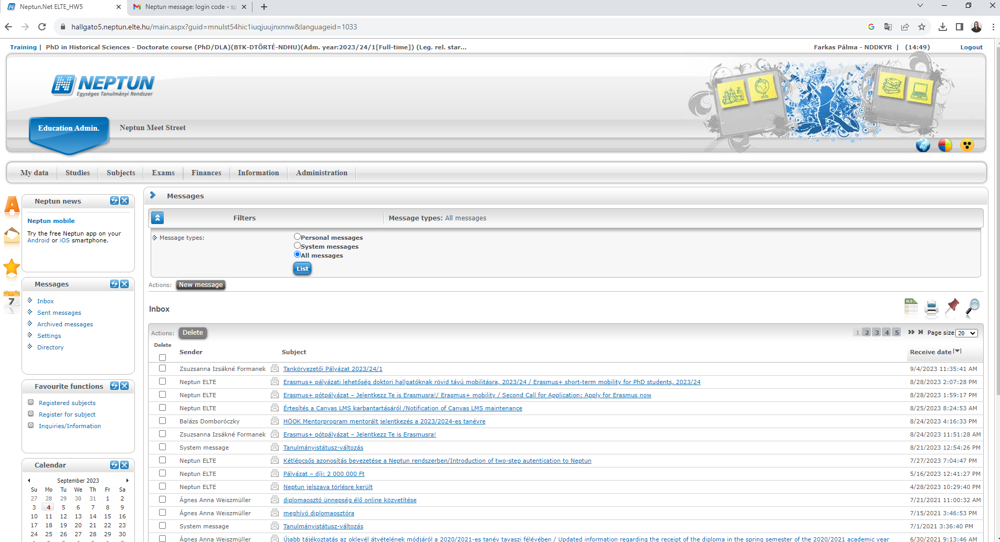 Neptun.Net ELTE_HW5
Neptun message: login code - sp
hallgato5.neptun.elte.hu/main.aspx?guid=mnulst54hic1iuqjuujnxnnw&languageid=1033
Training | PhD in Historical Sciences - Doctorate course (PhD/DLA)(BTK-DTÖRTÉ-NDHU)(Adm. year:2023/24/1[Full-time]) (Leg. rel. star...
Farkas Pálma - NDDKYR | (14:49) Logout
NEPTUN
Egységes Tanulmányi Rendszer
Education Admin. Neptun Meet Street
My data Studies Subjects Exams Finances Information Administration
Neptun news
Neptun mobile
Try the free Neptun app on your
Android or iOS smartphone.
Messages
Inbox
Sent messages
Archived messages
Settings
Directory
Favourite functions
Registered subjects
Register for subject
Inquiries/Information
Calendar
September 2023
Su Mo Tu We Th Fr Sa
27 28 29 30 31 1 2
3 4 5 6 7 8 9
10 11 12 13 14 15 16
17 18 19 20 21 22 23
24 25 26 27 28 29 30
A
7
Messages
Filters Message types: All messages
Message types:
Personal messages
System messages
All messages
List
Actions: New message
Inbox
XLS
Actions: Delete
1 2 3 4 5 Page size 20
Delete Sender Subject Receive date
Zsuzsanna Izsákné Formanek Tankörvezetői Pályázat 2023/24/1 9/4/2023 11:35:41 AM
Neptun ELTE Erasmus+ pályázati lehetőség doktori hallgatóknak rövid távú mobilitásra, 2023/24 / Erasmus+ short-term mobility for PhD students, 2023/24 8/28/2023 2:07:28 PM
Neptun ELTE Erasmus+ pótpályázat – Jelentkezz Te is Erasmusra!/ Erasmus+ mobility / Second Call for Application: Apply for Erasmus now 8/28/2023 1:59:17 PM
Neptun ELTE Értesítés a Canvas LMS karbantartásáról /Notification of Canvas LMS maintenance 8/25/2023 8:24:53 AM
Balázs Domboróczky HÖOK Mentorprogram mentorált jelentkezés a 2023/2024-es tanévre 8/24/2023 4:16:33 PM
Zsuzsanna Izsákné Formanek Erasmus+ pótpályázat – Jelentkezz Te is Erasmusra! 8/24/2023 11:51:28 AM
System message Tanulmányistátusz-változás 8/21/2023 12:54:26 PM
Neptun ELTE Kétlépcsős azonosítás bevezetése a Neptun rendszerben/Introduction of two-step autentication to Neptun 7/27/2023 7:04:47 PM
Neptun ELTE Pályázat – díj: 2 000 000 Ft 5/16/2023 12:41:27 PM
Neptun ELTE Neptun jelszava törlésre került 4/28/2023 10:29:40 PM
Ágnes Anna Weiszmüller diplomaosztó ünnepség élő online közvetítése 7/21/2021 11:00:32 AM
Ágnes Anna Weiszmüller meghívó diplomaosztóra 7/15/2021 3:46:53 PM
System message Tanulmányistátusz-változás 7/1/2021 3:36:40 PM
Ágnes Anna Weiszmüller Újabb tájékoztatás az oklevél átvételének módjáról a 2020/2021-es tanév tavaszi félévében / Updated information regarding the receipt of the diploma in the spring semester of the 2020/2021 academic year 6/30/2021 9:13:46 AM